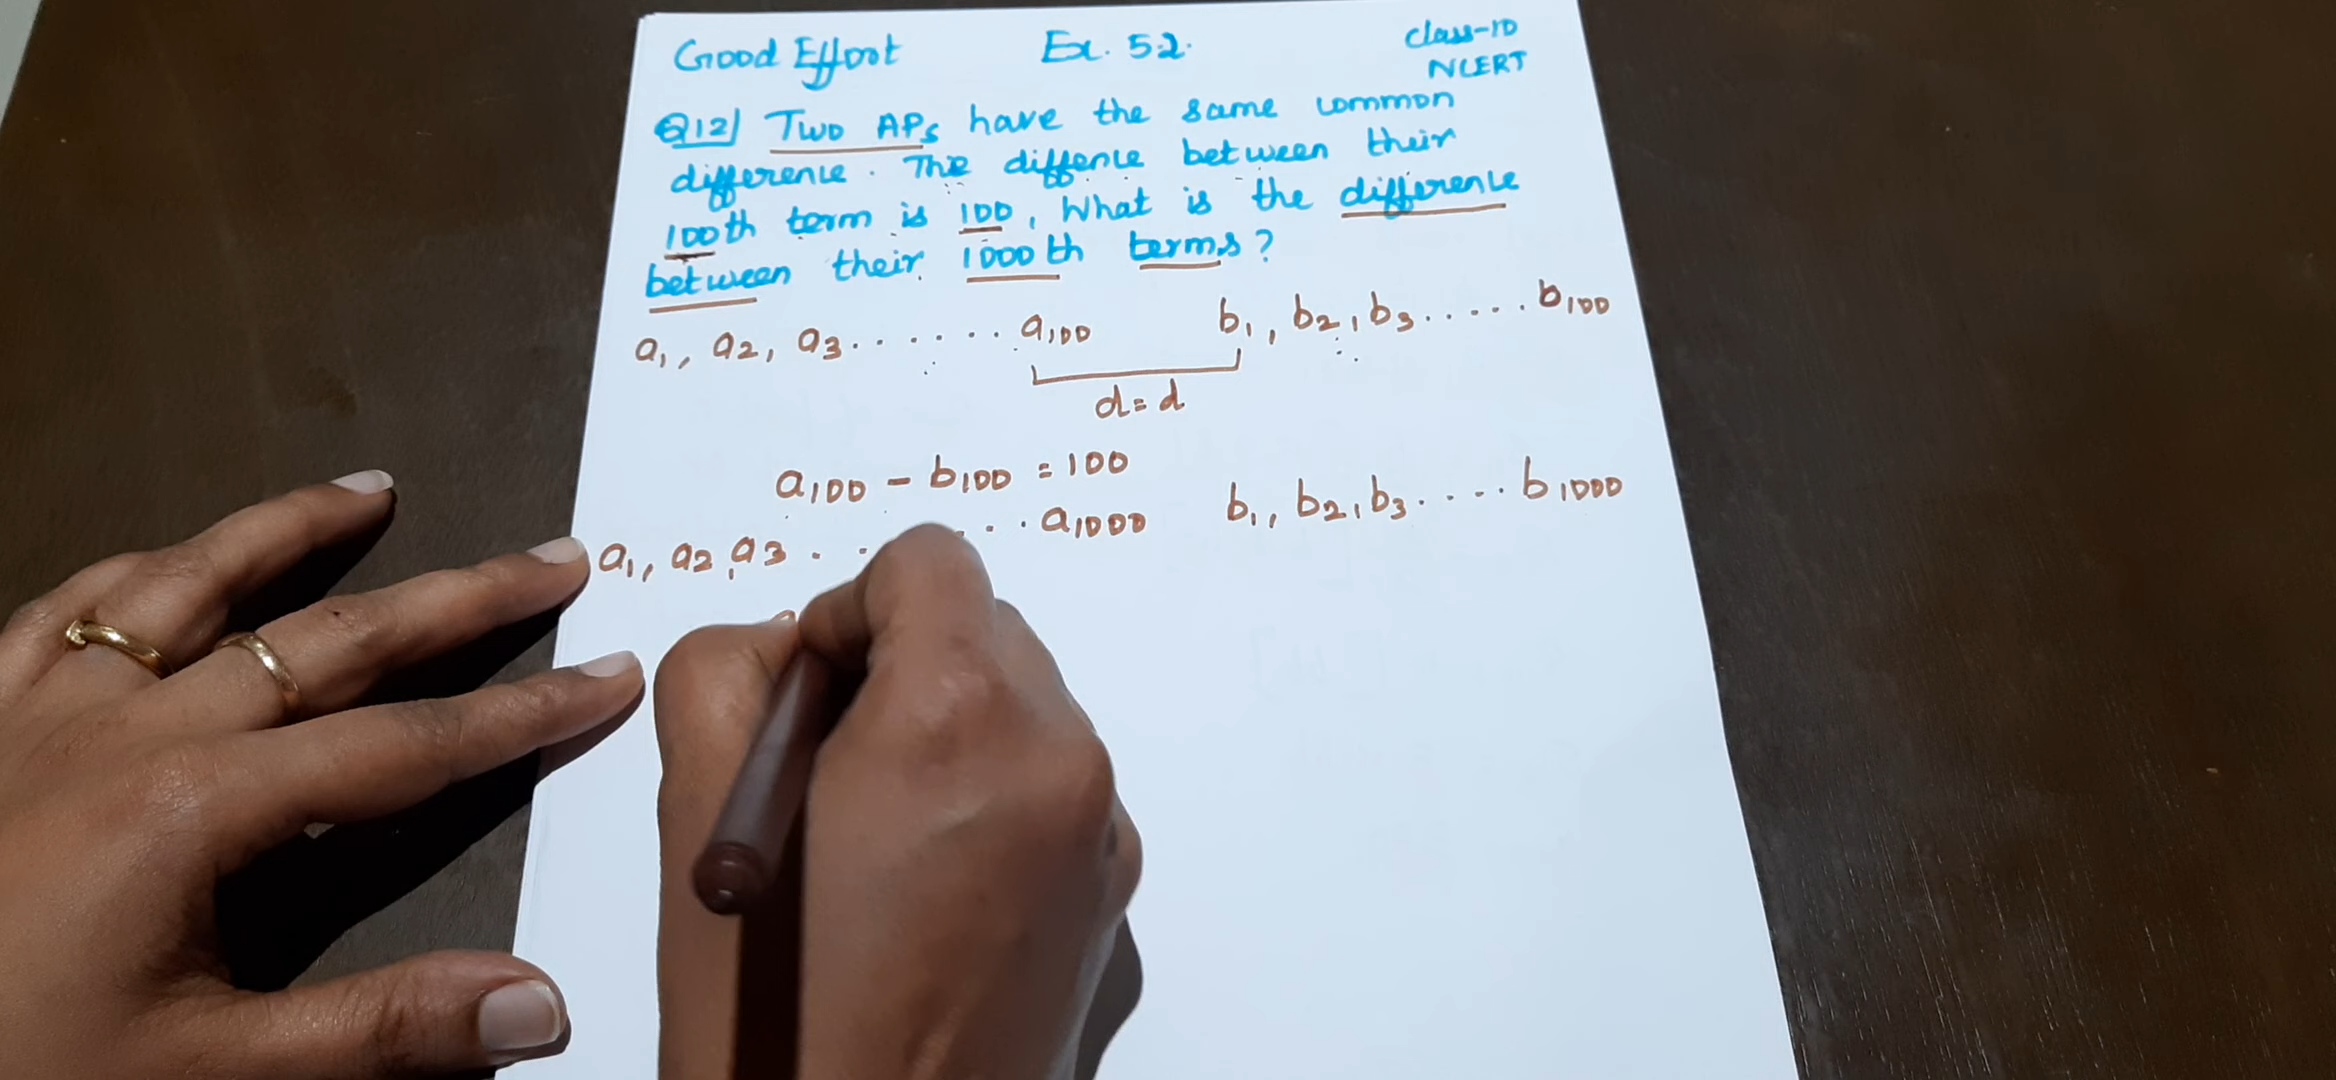 Good Effort Ex. 5.2. class-10
NCERT
Q12) Two APs have the same common
difference. The diffence between their
100th term is 100, What is the difference
between their 1000th terms?
a₁, a₂, a₃ . . . . . . a₁₀₀ b₁, b₂, b₃ . . . . . b₁₀₀
d = d
a₁₀₀ - b₁₀₀ = 100
a₁, a₂, a₃ . . . . . a₁₀₀₀ b₁, b₂, b₃ . . . . b₁₀₀₀